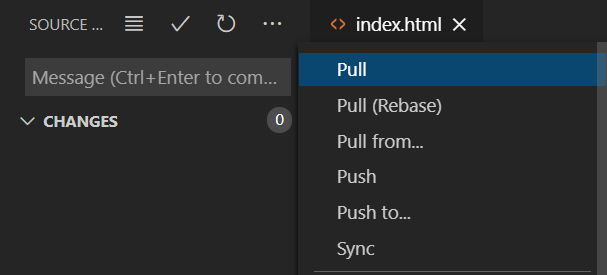 SOURCE ...
index.html
Message (Ctrl+Enter to com...
CHANGES
0
Pull
Pull (Rebase)
Pull from...
Push
Push to...
Sync